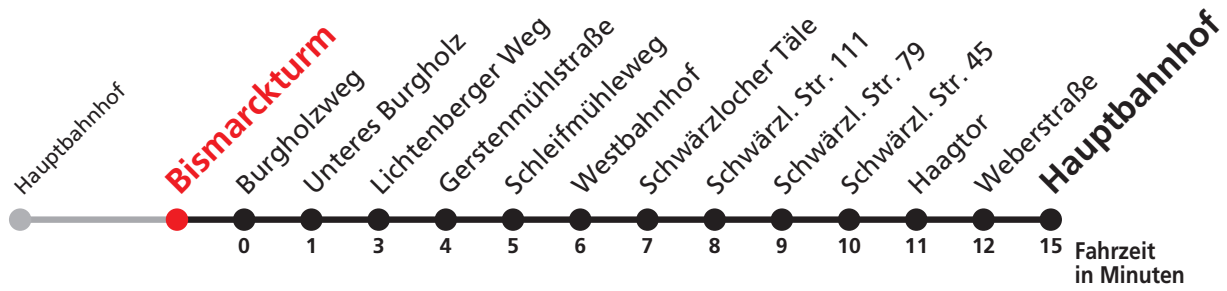 Hauptbahnhof
Bismarckturm
Burgholzweg
Unteres Burgholz
Lichtenberger Weg
Gerstenmühlstraße
Schleifmühleweg
Westbahnhof
Schwärzlocher Täle
Schwärzl. Str. 111
Schwärzl. Str. 79
Schwärzl. Str. 45
Haagtor
Weberstraße
Hauptbahnhof
0 1 3 4 5 6 7 8 9 10 11 12 15
Fahrzeit
in Minuten